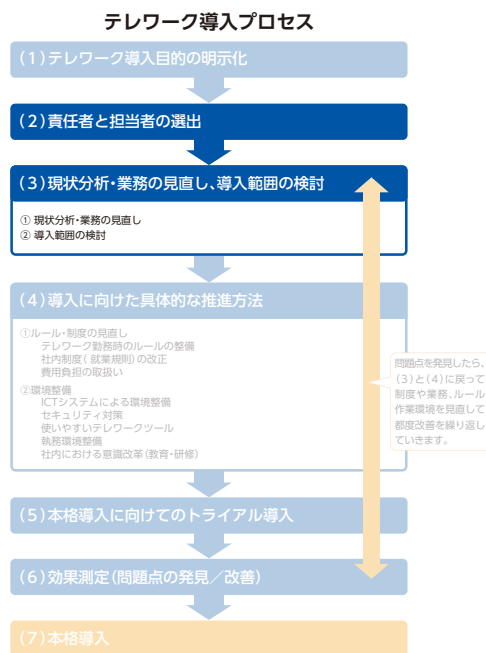 テレワーク導入プロセス
(1)テレワーク導入目的の明示化
(2)責任者と担当者の選出
(3)現状分析・業務の見直し、導入範囲の検討
① 現状分析・業務の見直し
② 導入範囲の検討
(4)導入に向けた具体的な推進方法
①ルール・制度の見直し
テレワーク勤務時のルールの整備
社内制度(就業規則)の改正
費用負担の取扱い
②環境整備
ICTシステムによる環境整備
セキュリティ対策
使いやすいテレワークツール
執務環境整備
社内における意識改革(教育・研修)
問題点を発見したら、
(3)と(4)に戻って
制度や業務、ルール
作業環境を見直して
都度改善を繰り返し
ていきます。
(5)本格導入に向けてのトライアル導入
(6)効果測定(問題点の発見／改善)
(7)本格導入